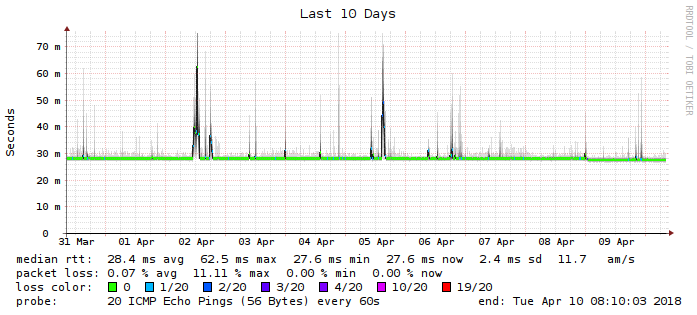 Last 10 Days
RRDTOOL / TOBI OETIKER
Seconds
70 m
60 m
50 m
40 m
30 m
20 m
10 m
0
31 Mar 01 Apr 02 Apr 03 Apr 04 Apr 05 Apr 06 Apr 07 Apr 08 Apr 09 Apr
median rtt: 28.4 ms avg 62.5 ms max 27.6 ms min 27.6 ms now 2.4 ms sd 11.7 am/s
packet loss: 0.07 % avg 11.11 % max 0.00 % min 0.00 % now
loss color: 0 1/20 2/20 3/20 4/20 10/20 19/20
probe: 20 ICMP Echo Pings (56 Bytes) every 60s end: Tue Apr 10 08:10:03 2018